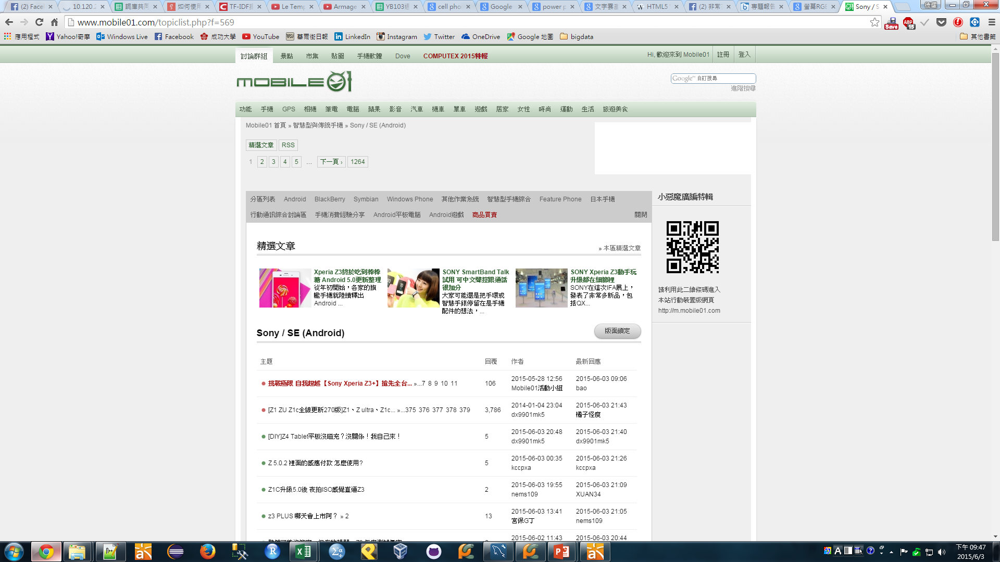 (2) Facel
10.120.2
詞庫共同
如何使用
TF-IDF
Le Temp
Armage
YB103
cell pho
Google
power p
文字雲
HTML5
(2) 非常
專題報告
螢幕RGB
Sony / S
www.mobile01.com/topiclist.php?f=569
應用程式
Yahoo!奇摩
Windows Live
Facebook
成功大學
YouTube
華爾街日報
LinkedIn
Instagram
Twitter
OneDrive
Google 地圖
bigdata
其他書籤
討論群組 景點 市集 貼圖 手機軟體 Dove COMPUTEX 2015特報
Hi, 歡迎來到 Mobile01 註冊 登入
MOBILE01
Google™ 自訂搜尋
進階搜尋
功能 手機 GPS 相機 筆電 電腦 蘋果 影音 汽車 機車 單車 遊戲 居家 女性 時尚 運動 生活 旅遊美食
Mobile01 首頁 » 智慧型與傳統手機 » Sony / SE (Android)
精選文章 RSS
1 2 3 4 5 ... 下一頁 › 1264
分區列表 Android BlackBerry Symbian Windows Phone 其他作業系統 智慧型手機綜合 Feature Phone 日本手機
行動通訊綜合討論區 手機消費經驗分享 Android平板電腦 Android遊戲 商品買賣 關閉
小惡魔廣編特輯
請利用此二維條碼進入
本站行動裝置版網頁
http://m.mobile01.com
精選文章
» 本區精選文章
Xperia Z3終於吃到棒棒
糖 Android 5.0更新整理
從年初開始，各家的旗
艦手機就陸續釋出
Android ...
SONY SmartBand Talk
試用 可中文聲控跟通話
很加分
大家可能還是把手環或
智慧手錶停留在是手機
配件的想法，...
SONY Xperia Z3動手玩
升級都在細節裡
SONY在這次IFA展上，
發表了非常多新品，包
括QX...
Sony / SE (Android)
版面鎖定
主題 回覆 作者 最新回應
挑戰極限 自我超越【Sony Xperia Z3+】搶先全台... »...7 8 9 10 11 106 2015-05-28 12:56 2015-06-03 09:06
Mobile01活動小組 bao
[Z1 ZU Z1c全線更新270版]Z1、Z ultra、Z1c... »...375 376 377 378 379 3,786 2014-01-04 23:04 2015-06-03 21:43
dx9901mk5 橘子怪瘦
[DIY]Z4 Tablet平板沒磁充？沒關係！我自己來！ 5 2015-06-03 20:48 2015-06-03 21:40
dx9901mk5 dx9901mk5
Z 5.0.2 裡面的感應付款 怎麼使用? 5 2015-06-03 00:35 2015-06-03 21:26
kccpxa kccpxa
Z1C升級5.0後 夜拍ISO感覺直逼Z3 2 2015-06-03 19:55 2015-06-03 21:09
nems109 XUAN34
z3 PLUS 哪天會上市阿？ » 2 13 2015-06-03 13:41 2015-06-03 21:05
宮保G丁 nems109
2015-06-02 11:43 2015-06-03 20:44
下午 09:47
2015/6/3